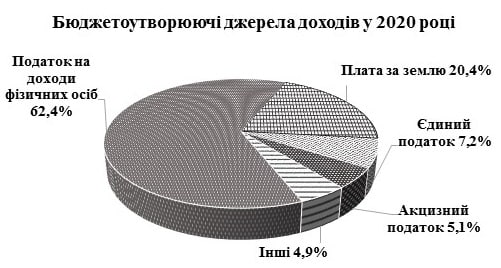 Бюджетоутворюючі джерела доходів у 2020 році
Податок на
доходи
фізичних осіб
62,4%
Плата за землю 20,4%
Єдиний
податок 7,2%
Акцизний
податок 5,1%
Інші 4,9%